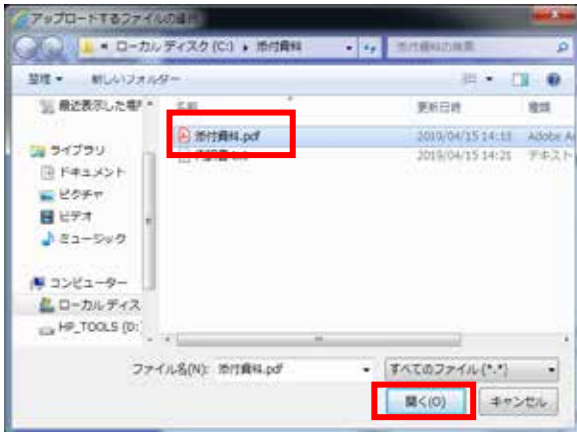 アップロードするファイルの選択
ローカル ディスク (C:) ▸ 添付資料
添付資料の検索
整理 ▾ 新しいフォルダー
最近表示した場
名前 更新日時 種類
添付資料.pdf 2019/04/15 14:13 Adobe A
2019/04/15 14:21 テキスト
ライブラリ
ドキュメント
ピクチャ
ビデオ
ミュージック
コンピューター
ローカル ディス
HP_TOOLS (D:
ファイル名(N): 添付資料.pdf すべてのファイル (*.*)
開く(O) キャンセル